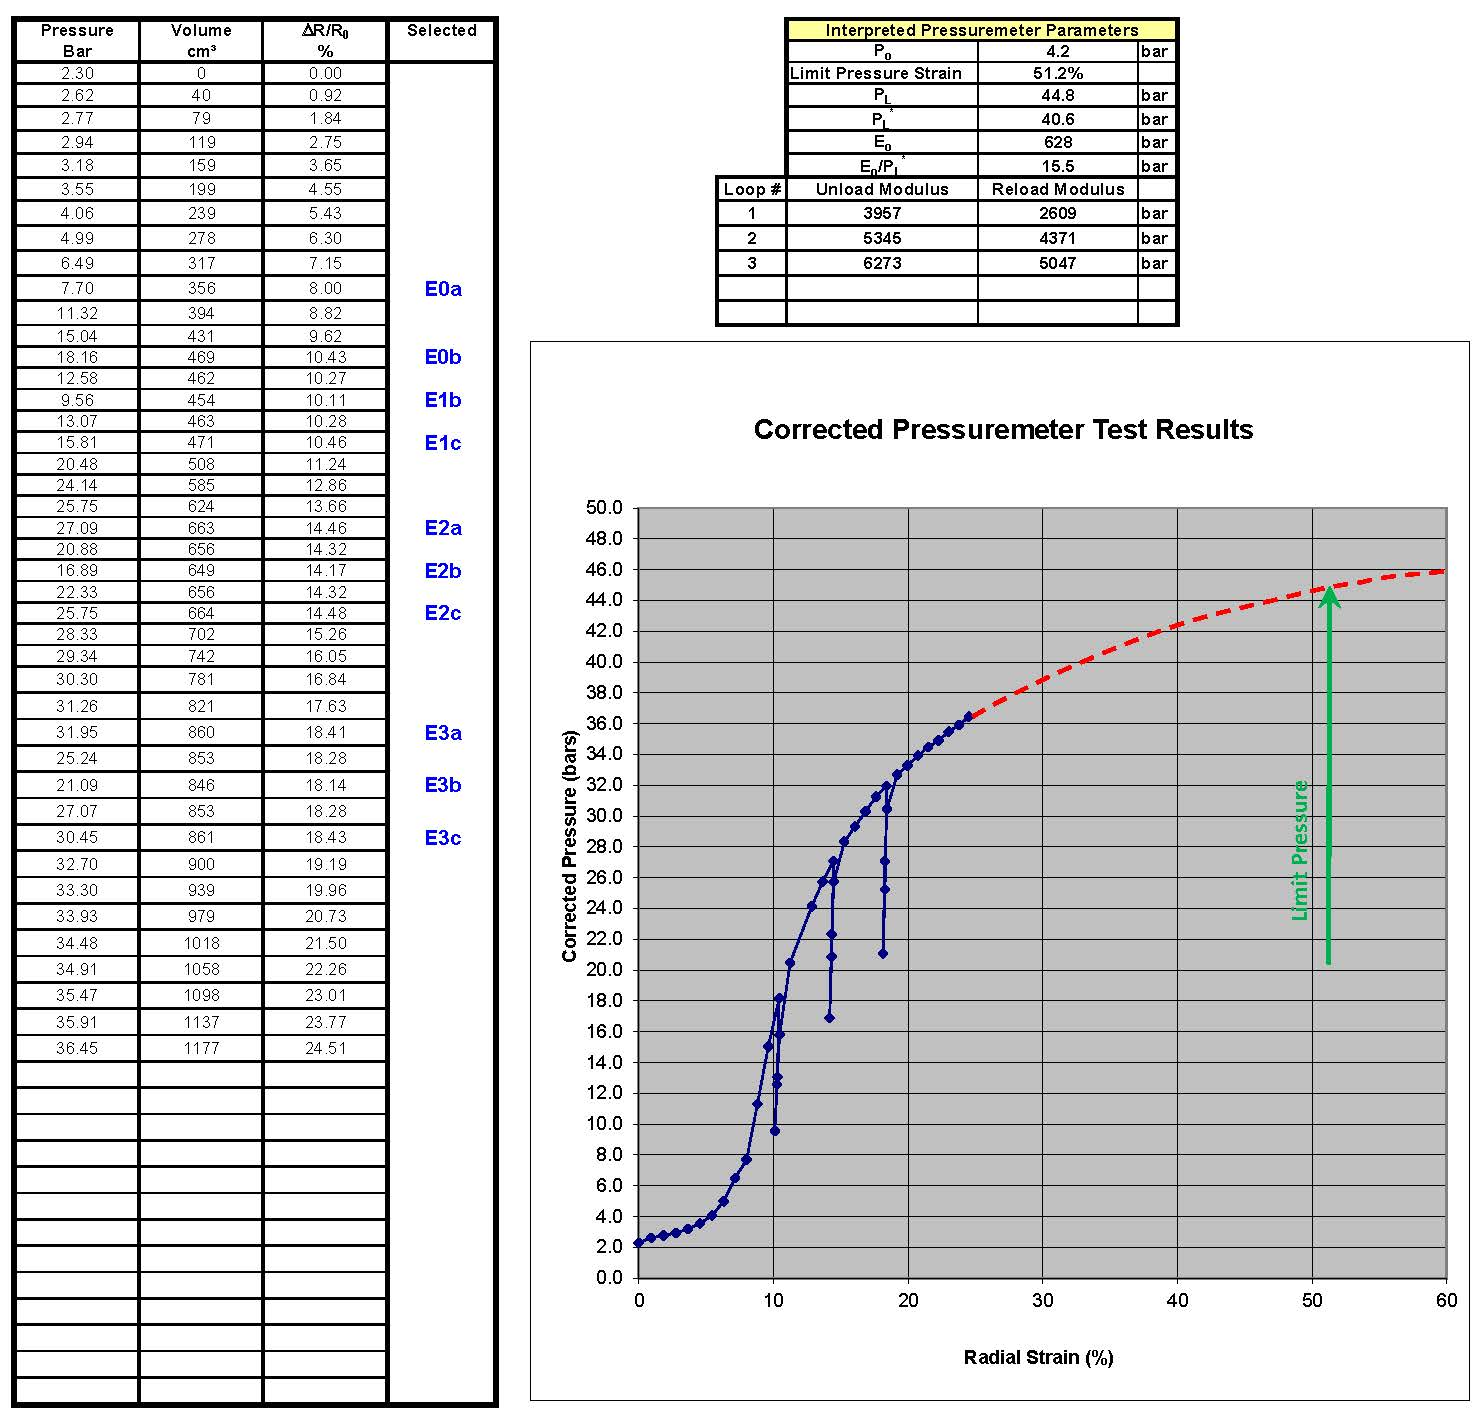 Pressure Volume ΔR/R0 Selected
Bar cm³ %
2.30 0 0.00
2.62 40 0.92
2.77 79 1.84
2.94 119 2.75
3.18 159 3.65
3.55 199 4.55
4.06 239 5.43
4.99 278 6.30
6.49 317 7.15
7.70 356 8.00 E0a
11.32 394 8.82
15.04 431 9.62
18.16 469 10.43 E0b
12.58 462 10.27
9.56 454 10.11 E1b
13.07 463 10.28
15.81 471 10.46 E1c
20.48 508 11.24
24.14 585 12.86
25.75 624 13.66
27.09 663 14.46 E2a
20.88 656 14.32
16.89 649 14.17 E2b
22.33 656 14.32
25.75 664 14.48 E2c
28.33 702 15.26
29.34 742 16.05
30.30 781 16.84
31.26 821 17.63
31.95 860 18.41 E3a
25.24 853 18.28
21.09 846 18.14 E3b
27.07 853 18.28
30.45 861 18.43 E3c
32.70 900 19.19
33.30 939 19.96
33.93 979 20.73
34.48 1018 21.50
34.91 1058 22.26
35.47 1098 23.01
35.91 1137 23.77
36.45 1177 24.51
Interpreted Pressuremeter Parameters
P0 4.2 bar
Limit Pressure Strain 51.2%
PL 44.8 bar
PL* 40.6 bar
E0 628 bar
E0/PL* 15.5 bar
Loop # Unload Modulus Reload Modulus
1 3957 2609 bar
2 5345 4371 bar
3 6273 5047 bar
Corrected Pressuremeter Test Results
50.0
48.0
46.0
44.0
42.0
40.0
38.0
36.0
34.0
32.0
30.0
28.0
26.0
24.0
22.0
20.0
18.0
16.0
14.0
12.0
10.0
8.0
6.0
4.0
2.0
0.0
Corrected Pressure (bars)
Limit Pressure
0 10 20 30 40 50 60
Radial Strain (%)